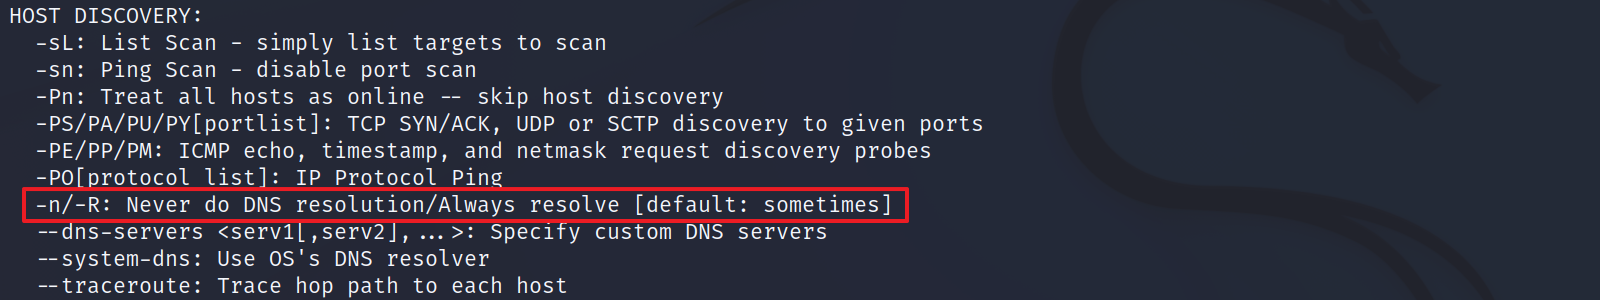 HOST DISCOVERY:
  -sL: List Scan - simply list targets to scan
  -sn: Ping Scan - disable port scan
  -Pn: Treat all hosts as online -- skip host discovery
  -PS/PA/PU/PY[portlist]: TCP SYN/ACK, UDP or SCTP discovery to given ports
  -PE/PP/PM: ICMP echo, timestamp, and netmask request discovery probes
  -PO[protocol list]: IP Protocol Ping
  -n/-R: Never do DNS resolution/Always resolve [default: sometimes]
  --dns-servers <serv1[,serv2],...>: Specify custom DNS servers
  --system-dns: Use OS's DNS resolver
  --traceroute: Trace hop path to each host